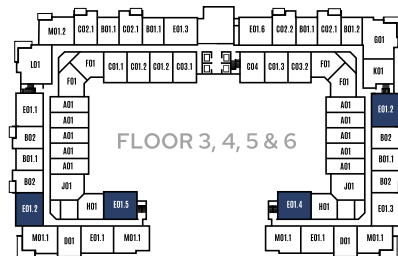 M01.2 C02.1 B01.1 C02.1 B01.1 E01.3 E01.6 C02.2 B01.1 C02.1 B01.2 G01
L01 F01 F01 C01.1 C01.2 C01.2 C03.1 C04 C01.3 C03.2 F01 F01 K01
E01.1 A01 A01 E01.2
A01 A01
B02 A01 A01 B02
B01.1 A01 A01 B01.1
B02 A01 A01 B02
FLOOR 3, 4, 5 & 6
J01 J01
E01.2 H01 E01.5 E01.4 H01 E01.3
M01.1 D01 E01.1 M01.1 M01.1 E01.1 D01 M01.1